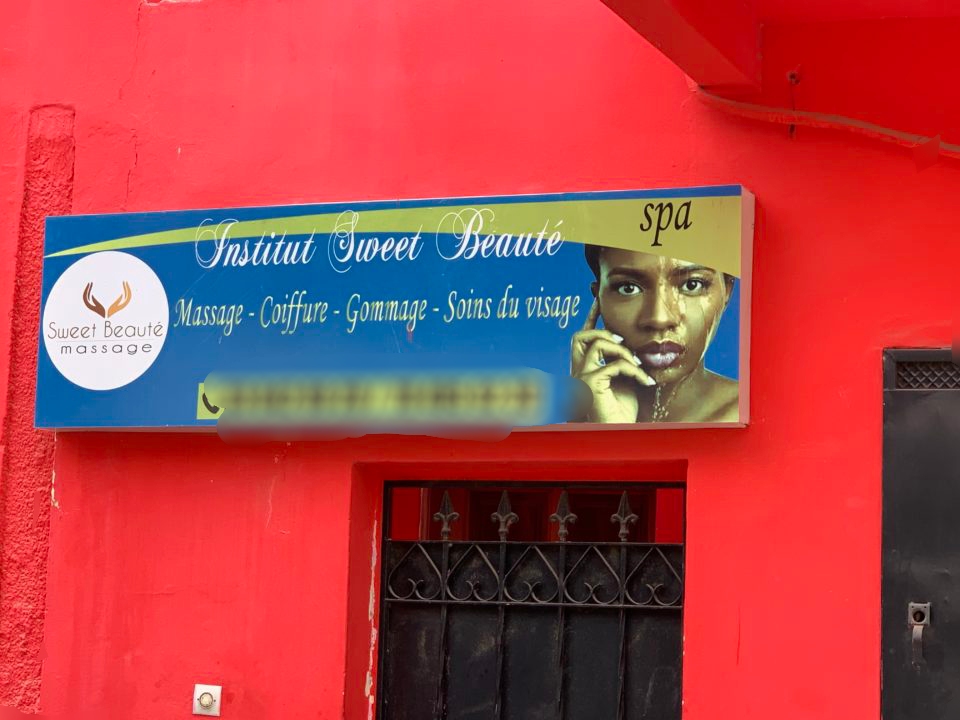 spa
Institut Sweet Beauté
Massage - Coiffure - Gommage - Soins du visage
Sweet Beauté
massage